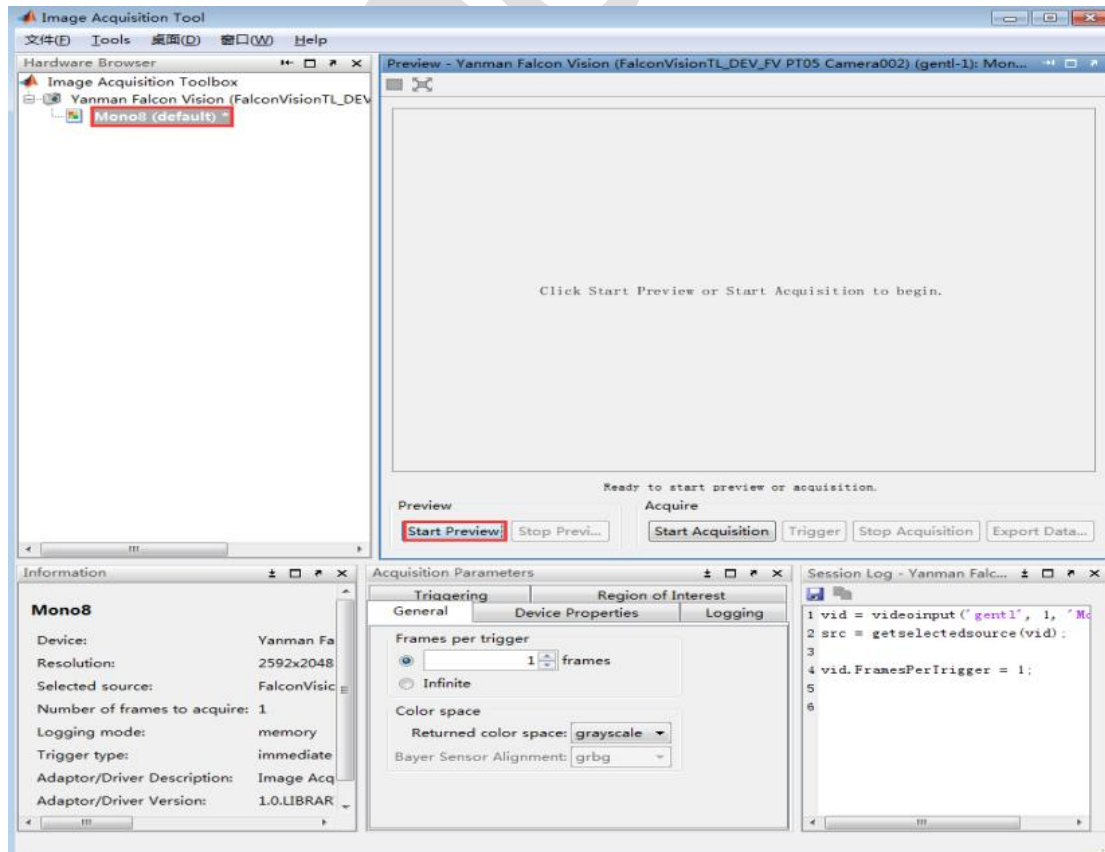 Image Acquisition Tool
文件(F) Tools 桌面(D) 窗口(W) Help
Hardware Browser
Image Acquisition Toolbox
Yanman Falcon Vision (FalconVisionTL_DEV
Mono8 (default) *
Preview - Yanman Falcon Vision (FalconVisionTL_DEV_FV PT05 Camera002) (gentl-1): Mon...
Click Start Preview or Start Acquisition to begin.
Ready to start preview or acquisition.
Preview Acquire
Start Preview Stop Previ... Start Acquisition Trigger Stop Acquisition Export Data...
Information
Mono8
Device: Yanman Fa
Resolution: 2592x2048
Selected source: FalconVisic
Number of frames to acquire: 1
Logging mode: memory
Trigger type: immediate
Adaptor/Driver Description: Image Acq
Adaptor/Driver Version: 1.0.LIBRAR
Acquisition Parameters
Triggering Region of Interest
General Device Properties Logging
Frames per trigger
1 frames
Infinite
Color space
Returned color space: grayscale
Bayer Sensor Alignment: grbg
Session Log - Yanman Falc...
1 vid = videoinput('gentl', 1, 'Mo
2 src = getselectedsource(vid);
3
4 vid.FramesPerTrigger = 1;
5
6